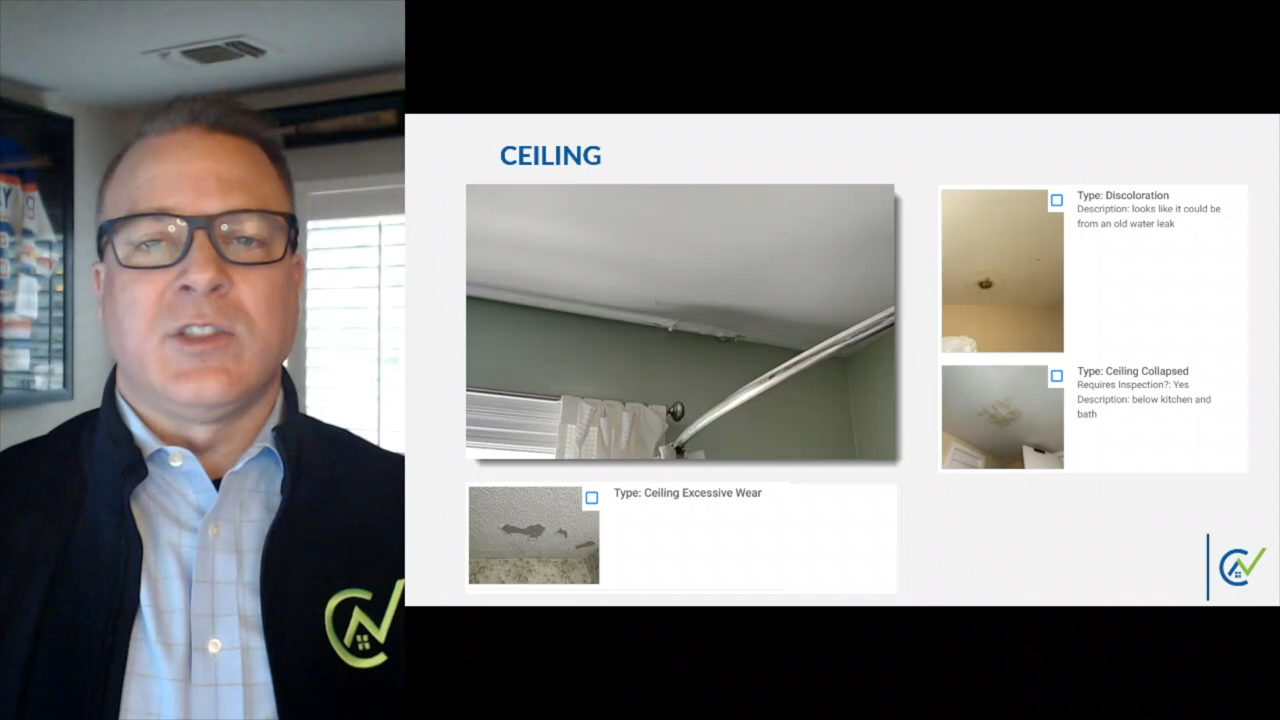 CEILING
Type: Discoloration
Description: looks like it could be
from an old water leak
Type: Ceiling Collapsed
Requires Inspection?: Yes
Description: below kitchen and
bath
Type: Ceiling Excessive Wear